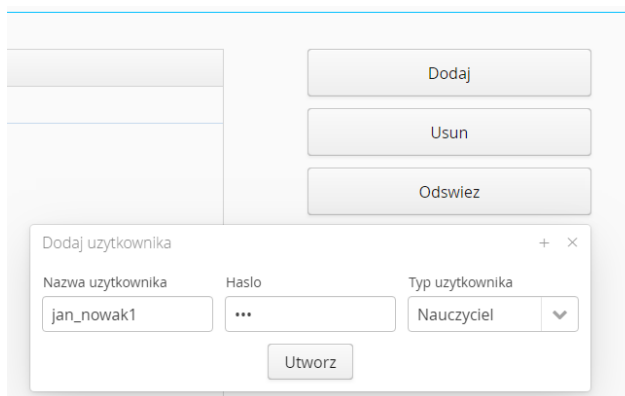 Dodaj
Usun
Odswiez
Dodaj uzytkownika
Nazwa uzytkownika Haslo Typ uzytkownika
jan_nowak1 ••• Nauczyciel
Utworz